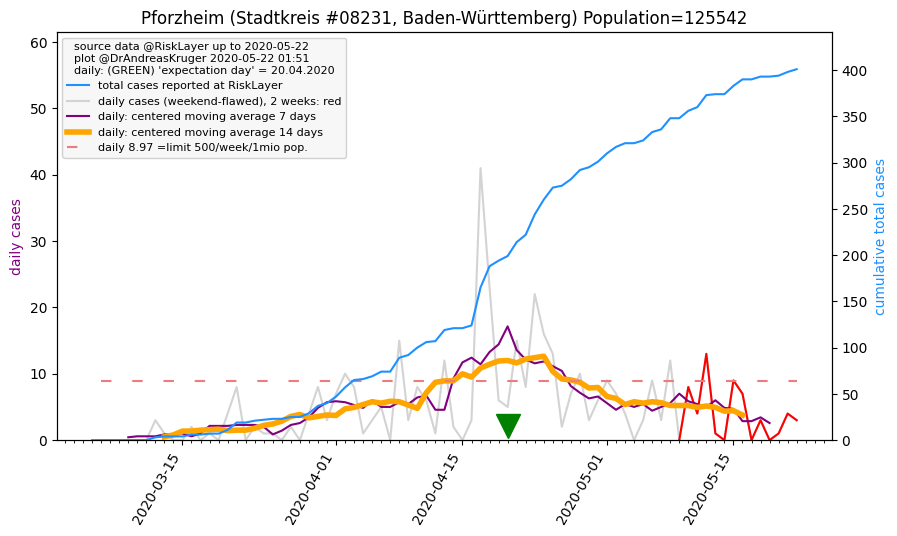 Pforzheim (Stadtkreis #08231, Baden-Württemberg) Population=125542
source data @RiskLayer up to 2020-05-22
plot @DrAndreasKruger 2020-05-22 01:51
daily: (GREEN) 'expectation day' = 20.04.2020
total cases reported at RiskLayer
daily cases (weekend-flawed), 2 weeks: red
daily: centered moving average 7 days
daily: centered moving average 14 days
daily 8.97 =limit 500/week/1mio pop.
daily cases
60
50
40
30
20
10
0
400
350
300
250
200
150
100
50
0
cumulative total cases
2020-03-15
2020-04-01
2020-04-15
2020-05-01
2020-05-15